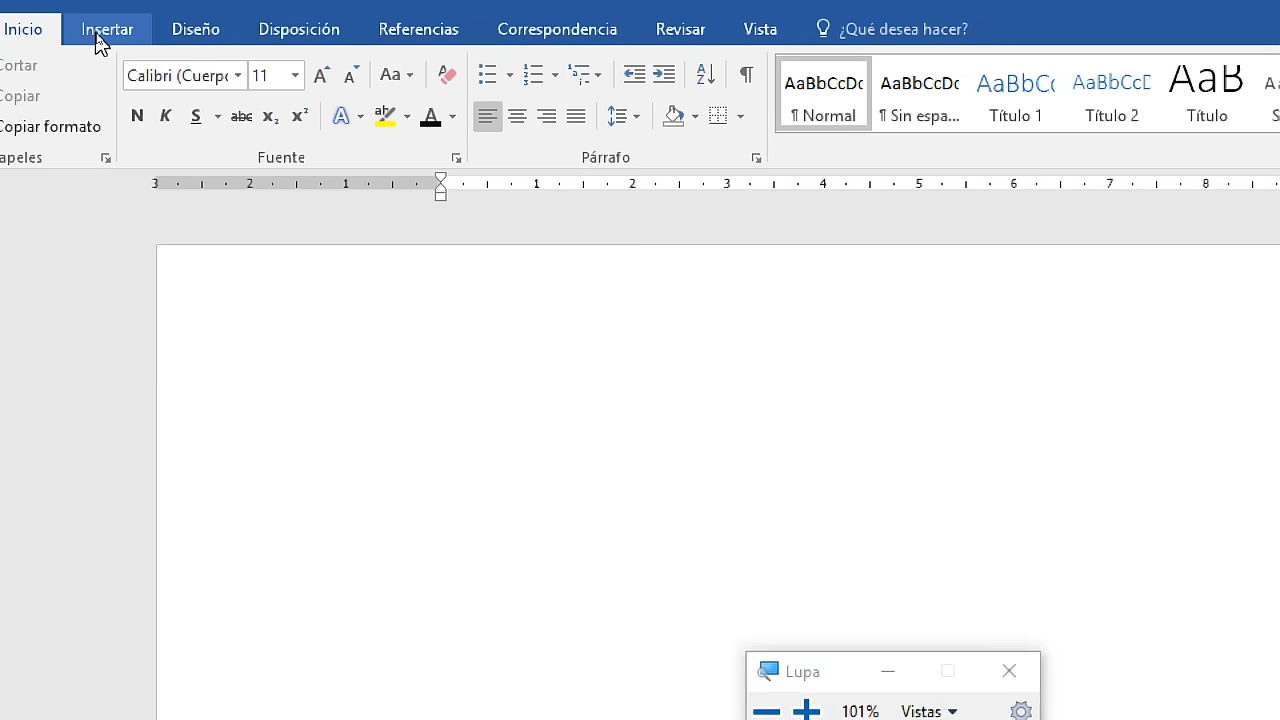 Inicio Insertar Diseño Disposición Referencias Correspondencia Revisar Vista ¿Qué desea hacer?
Cortar
Copiar
Copiar formato
Calibri (Cuerpo 11 Aa
N K S abc x₂ x² A ab A
A Z ¶
AaBbCcDc AaBbCcDc AaBbCc AaBbCcD AaB
¶ Normal ¶ Sin espa... Título 1 Título 2 Título
apeles Fuente Párrafo
3 2 1 1 2 3 4 5 6 7 8
Lupa
101% Vistas